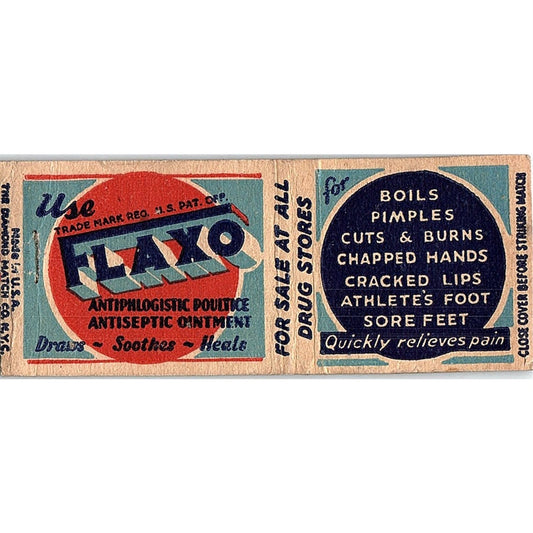 THE DIAMOND MATCH CO. N.Y.C.
Made in U.S.A.
Use
TRADE MARK REG. U.S. PAT. OFF.
FLAXO
ANTIPHLOGISTIC POULTICE
ANTISEPTIC OINTMENT
Draws ~ Soothes ~ Heals
FOR SALE AT ALL
DRUG STORES
for
BOILS
PIMPLES
CUTS & BURNS
CHAPPED HANDS
CRACKED LIPS
ATHLETE'S FOOT
SORE FEET
Quickly relieves pain
CLOSE COVER BEFORE STRIKING MATCH